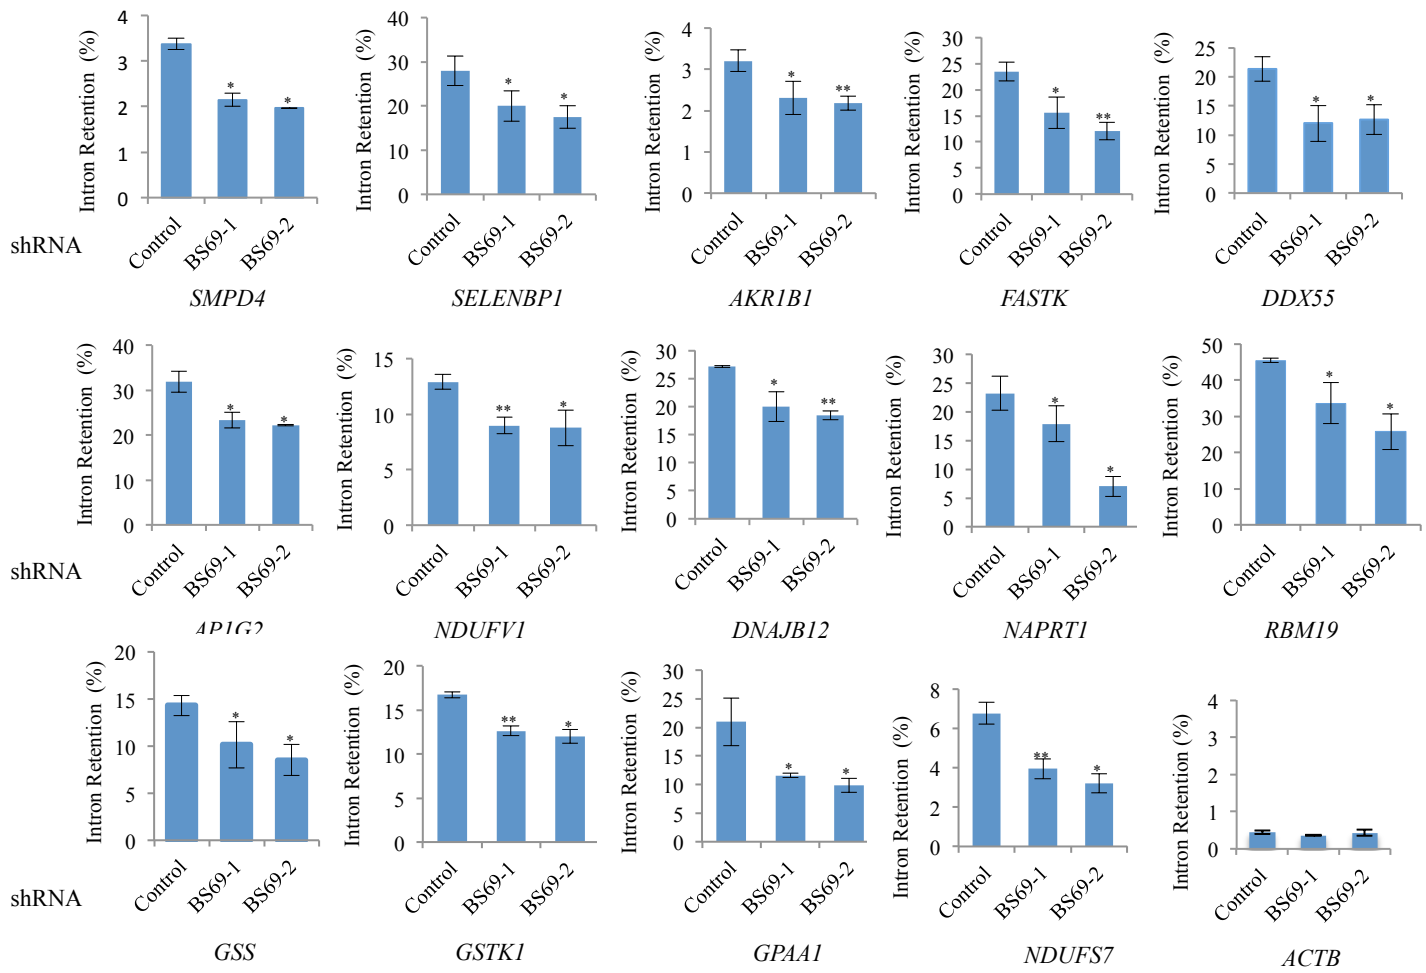 Intron Retention (%)
4
3
2
1
0
*
*
Control
BS69-1
BS69-2
SMPD4
Intron Retention (%)
40
30
20
10
0
*
*
Control
BS69-1
BS69-2
SELENBP1
Intron Retention (%)
4
3
2
1
0
*
**
Control
BS69-1
BS69-2
AKR1B1
Intron Retention (%)
30
25
20
15
10
5
0
*
**
Control
BS69-1
BS69-2
FASTK
Intron Retention (%)
25
20
15
10
5
0
*
*
Control
BS69-1
BS69-2
DDX55
shRNA
Intron Retention (%)
40
30
20
10
0
*
*
Control
BS69-1
BS69-2
AP1G2
Intron Retention (%)
15
10
5
0
**
*
Control
BS69-1
BS69-2
NDUFV1
Intron Retention (%)
30
25
20
15
10
5
0
*
**
Control
BS69-1
BS69-2
DNAJB12
Intron Retention (%)
30
25
20
15
10
5
0
*
*
Control
BS69-1
BS69-2
NAPRT1
Intron Retention (%)
50
40
30
20
10
0
*
*
Control
BS69-1
BS69-2
RBM19
shRNA
Intron Retention (%)
20
15
10
5
0
*
*
Control
BS69-1
BS69-2
GSS
Intron Retention (%)
20
15
10
5
0
**
*
Control
BS69-1
BS69-2
GSTK1
Intron Retention (%)
30
25
20
15
10
5
0
*
*
Control
BS69-1
BS69-2
GPAA1
Intron Retention (%)
8
6
4
2
0
**
*
Control
BS69-1
BS69-2
NDUFS7
Intron Retention (%)
4
3
2
1
0
Control
BS69-1
BS69-2
ACTB
shRNA